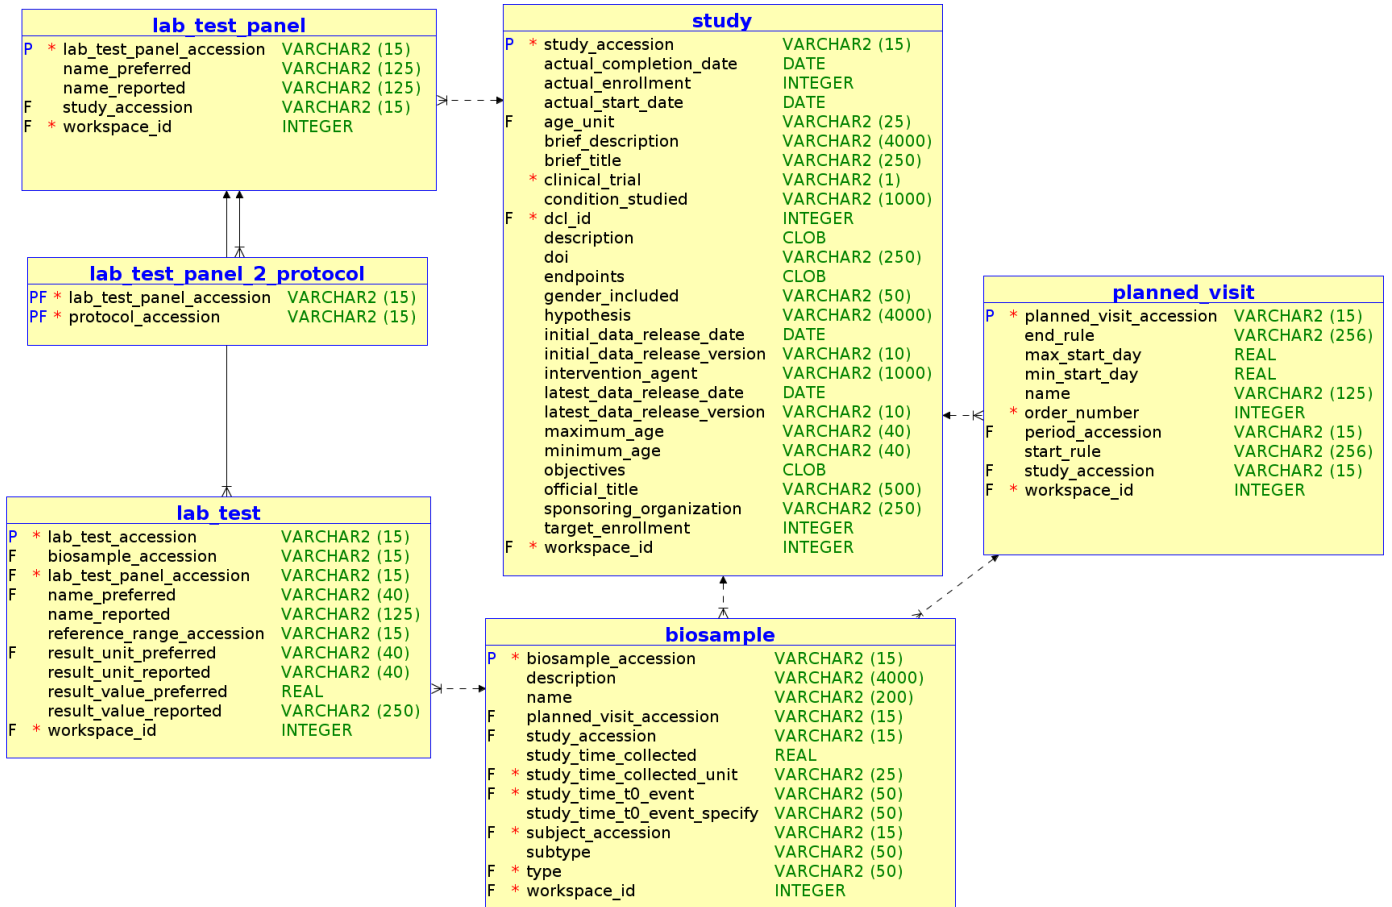 lab_test_panel
P * lab_test_panel_accession VARCHAR2 (15)
name_preferred VARCHAR2 (125)
name_reported VARCHAR2 (125)
F study_accession VARCHAR2 (15)
F * workspace_id INTEGER
study
P * study_accession VARCHAR2 (15)
actual_completion_date DATE
actual_enrollment INTEGER
actual_start_date DATE
F age_unit VARCHAR2 (25)
brief_description VARCHAR2 (4000)
brief_title VARCHAR2 (250)
* clinical_trial VARCHAR2 (1)
condition_studied VARCHAR2 (1000)
F * dcl_id INTEGER
description CLOB
doi VARCHAR2 (250)
endpoints CLOB
gender_included VARCHAR2 (50)
hypothesis VARCHAR2 (4000)
initial_data_release_date DATE
initial_data_release_version VARCHAR2 (10)
intervention_agent VARCHAR2 (1000)
latest_data_release_date DATE
latest_data_release_version VARCHAR2 (10)
maximum_age VARCHAR2 (40)
minimum_age VARCHAR2 (40)
objectives CLOB
official_title VARCHAR2 (500)
sponsoring_organization VARCHAR2 (250)
target_enrollment INTEGER
F * workspace_id INTEGER
lab_test_panel_2_protocol
PF * lab_test_panel_accession VARCHAR2 (15)
PF * protocol_accession VARCHAR2 (15)
planned_visit
P * planned_visit_accession VARCHAR2 (15)
end_rule VARCHAR2 (256)
max_start_day REAL
min_start_day REAL
name VARCHAR2 (125)
* order_number INTEGER
F period_accession VARCHAR2 (15)
start_rule VARCHAR2 (256)
F study_accession VARCHAR2 (15)
F * workspace_id INTEGER
lab_test
P * lab_test_accession VARCHAR2 (15)
F biosample_accession VARCHAR2 (15)
F * lab_test_panel_accession VARCHAR2 (15)
F name_preferred VARCHAR2 (40)
name_reported VARCHAR2 (125)
reference_range_accession VARCHAR2 (15)
F result_unit_preferred VARCHAR2 (40)
result_unit_reported VARCHAR2 (40)
result_value_preferred REAL
result_value_reported VARCHAR2 (250)
F * workspace_id INTEGER
biosample
P * biosample_accession VARCHAR2 (15)
description VARCHAR2 (4000)
name VARCHAR2 (200)
F planned_visit_accession VARCHAR2 (15)
F study_accession VARCHAR2 (15)
study_time_collected REAL
F * study_time_collected_unit VARCHAR2 (25)
F * study_time_t0_event VARCHAR2 (50)
study_time_t0_event_specify VARCHAR2 (50)
F * subject_accession VARCHAR2 (15)
subtype VARCHAR2 (50)
F * type VARCHAR2 (50)
F * workspace_id INTEGER